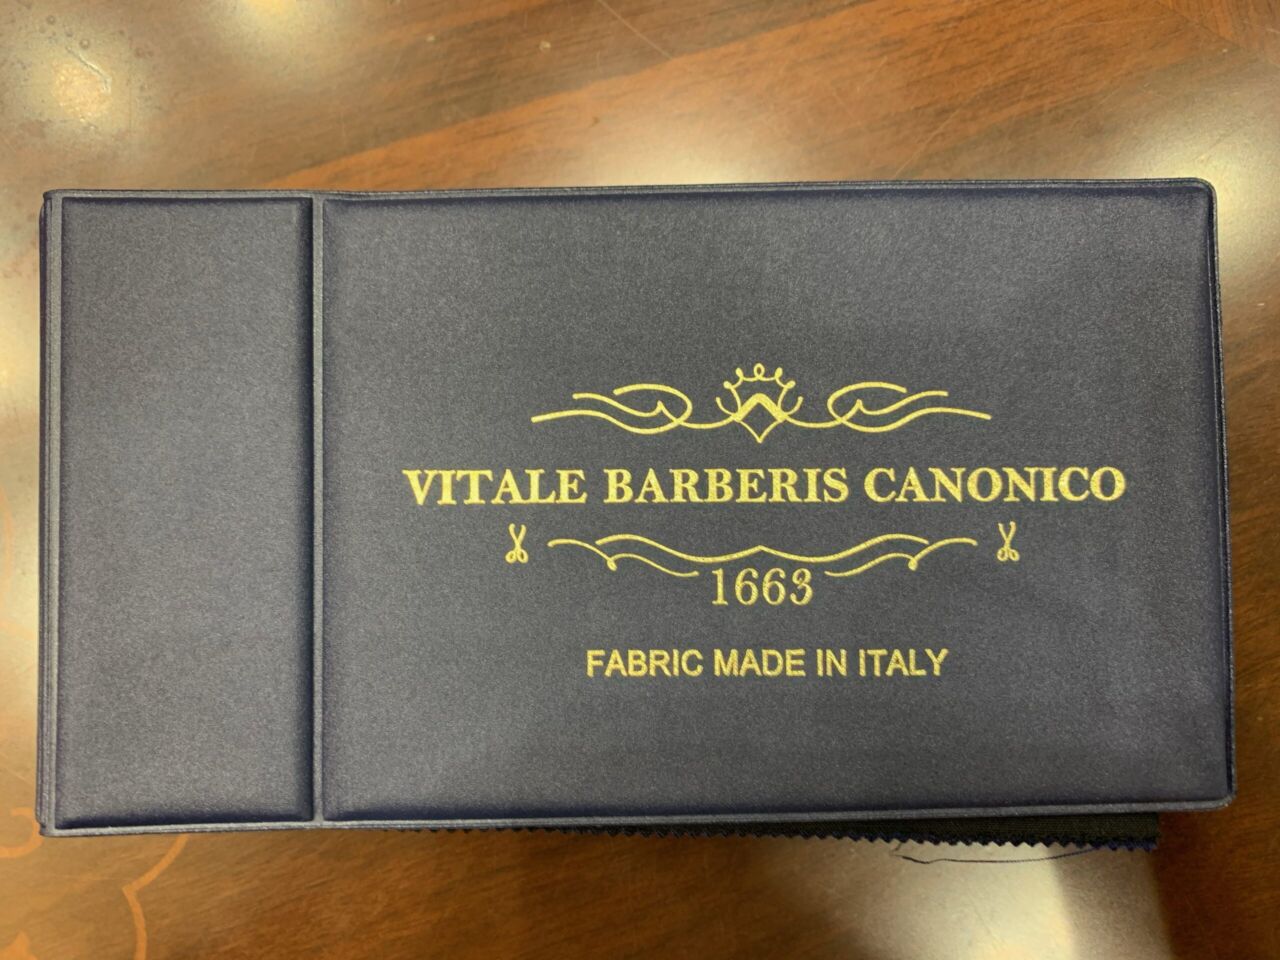 VITALE BARBERIS CANONICO
1663
FABRIC MADE IN ITALY